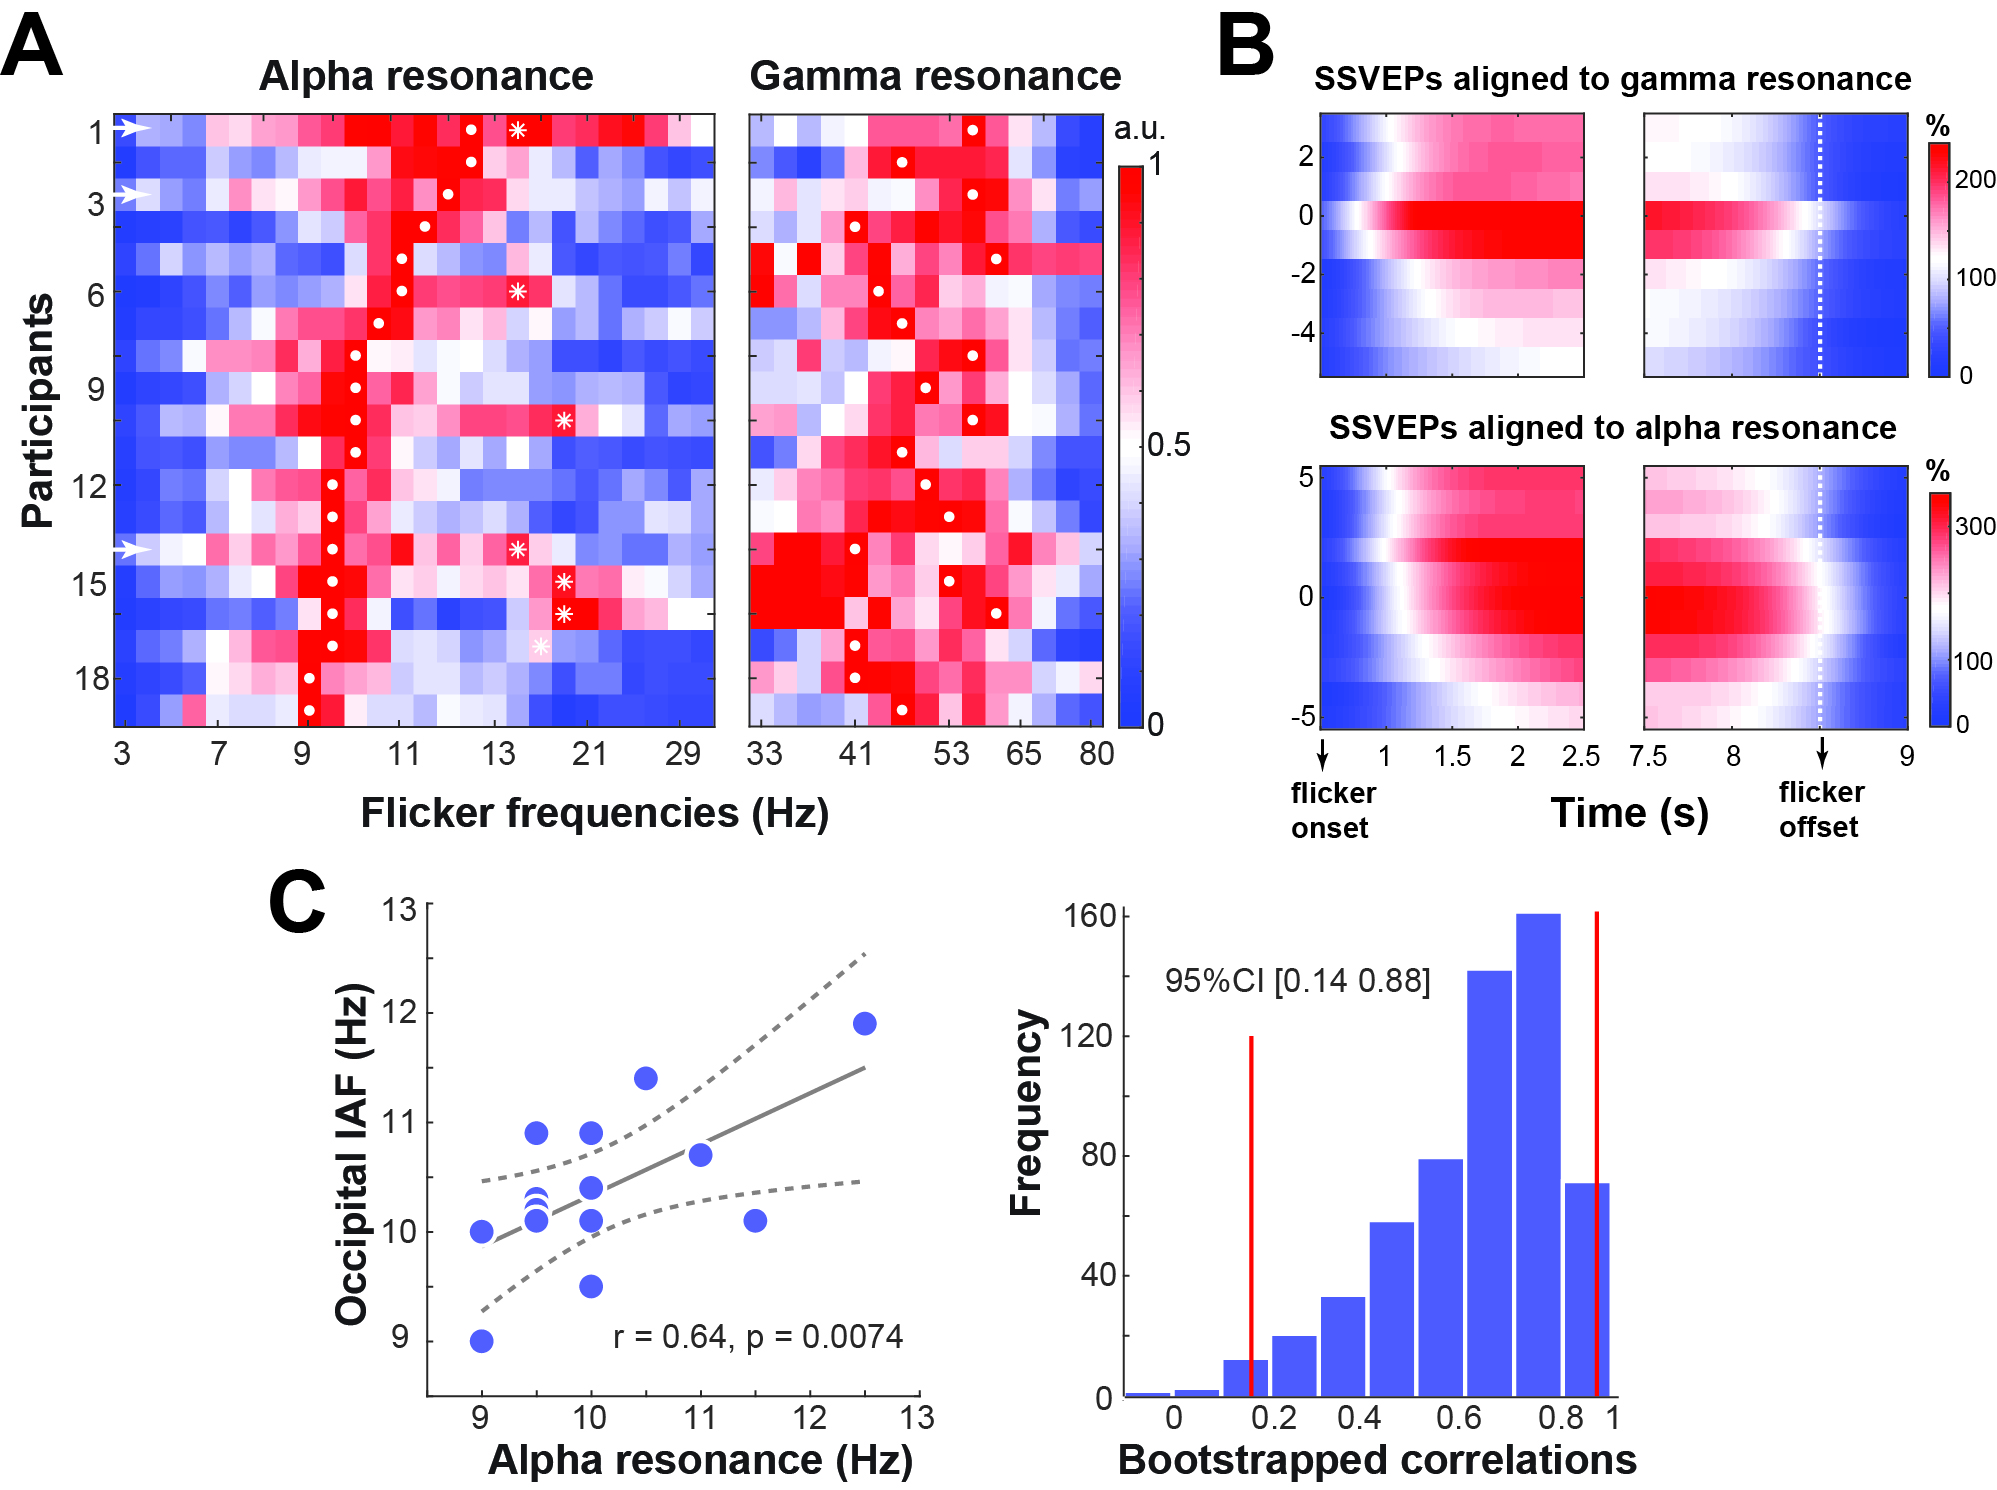 A
B
Alpha resonance
Gamma resonance
SSVEPs aligned to gamma resonance
a.u.
1
0.5
0
Participants
1
3
6
9
12
15
18
3 7 9 11 13 21 29
33 41 53 65 80
Flicker frequencies (Hz)
2
0
-2
-4
%
200
100
0
SSVEPs aligned to alpha resonance
5
0
-5
%
300
100
0
1 1.5 2 2.5 7.5 8 9
flicker
onset
Time (s)
flicker
offset
C
Occipital IAF (Hz)
13
12
11
10
9
r = 0.64, p = 0.0074
9 10 11 12 13
Alpha resonance (Hz)
Frequency
160
120
80
40
0
95%CI [0.14 0.88]
0 0.2 0.4 0.6 0.8 1
Bootstrapped correlations